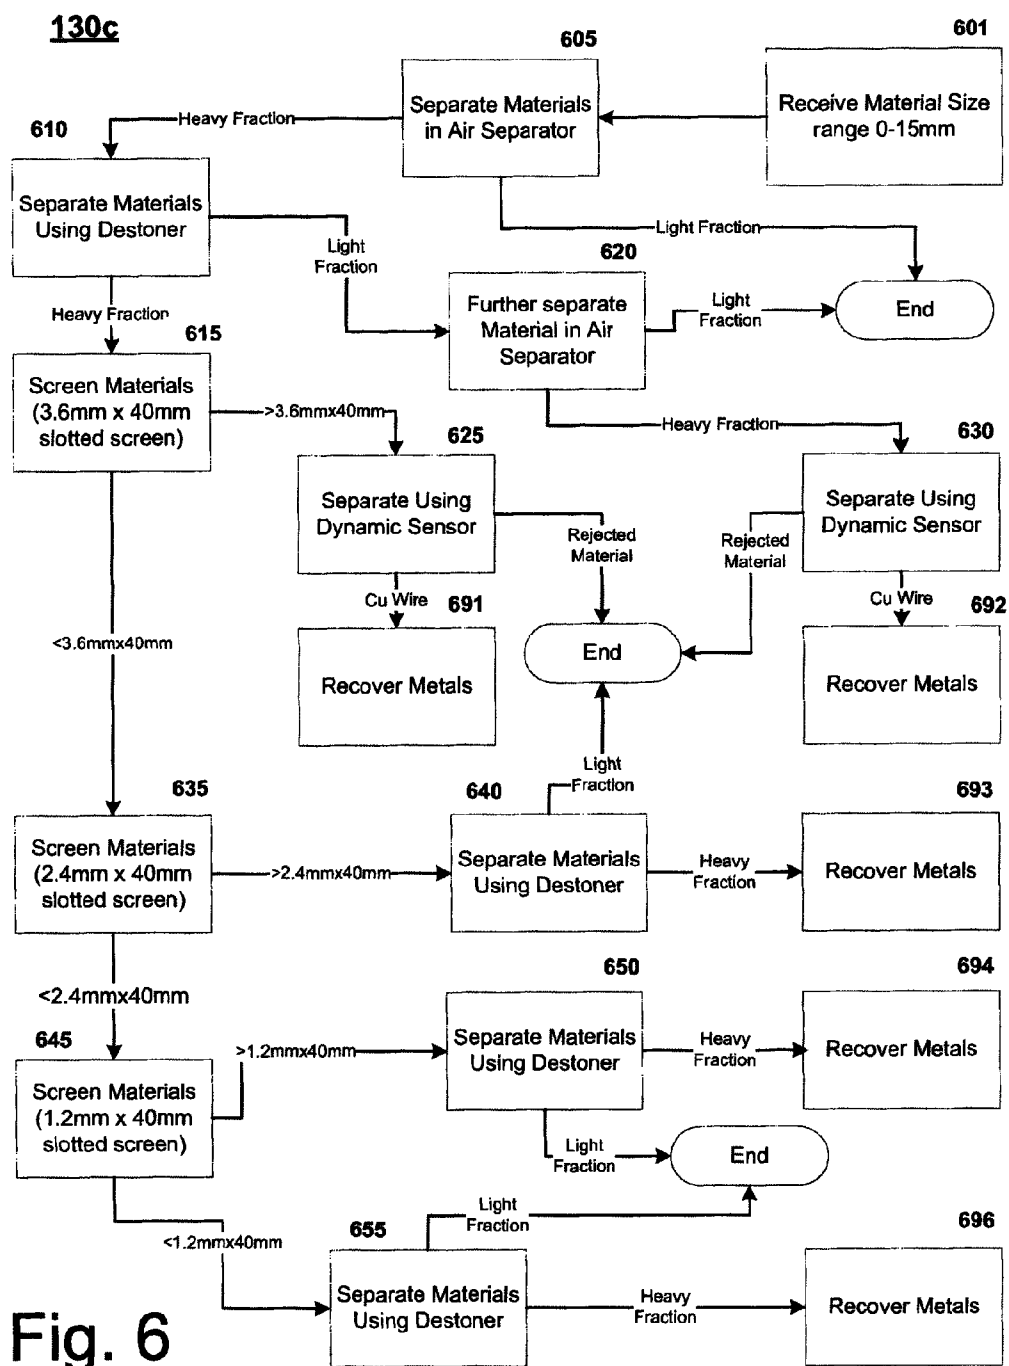 130c
605
601
Separate Materials
in Air Separator
Receive Material Size
range 0-15mm
Heavy Fraction
610
Separate Materials
Using Destoner
Light Fraction
Light
Fraction
620
Further separate
Material in Air
Separator
Light
Fraction
End
Heavy Fraction
615
Screen Materials
(3.6mm x 40mm
slotted screen)
>3.6mmx40mm
Heavy Fraction
625
630
Separate Using
Dynamic Sensor
Separate Using
Dynamic Sensor
Rejected
Material
Rejected
Material
Cu Wire
691
Cu Wire
692
<3.6mmx40mm
Recover Metals
End
Recover Metals
Light
Fraction
635
640
693
Screen Materials
(2.4mm x 40mm
slotted screen)
>2.4mmx40mm
Separate Materials
Using Destoner
Heavy
Fraction
Recover Metals
<2.4mmx40mm
650
694
645
Screen Materials
(1.2mm x 40mm
slotted screen)
>1.2mmx40mm
Separate Materials
Using Destoner
Heavy
Fraction
Recover Metals
Light
Fraction
End
Light
Fraction
<1.2mmx40mm
655
696
Separate Materials
Using Destoner
Heavy
Fraction
Recover Metals
Fig. 6